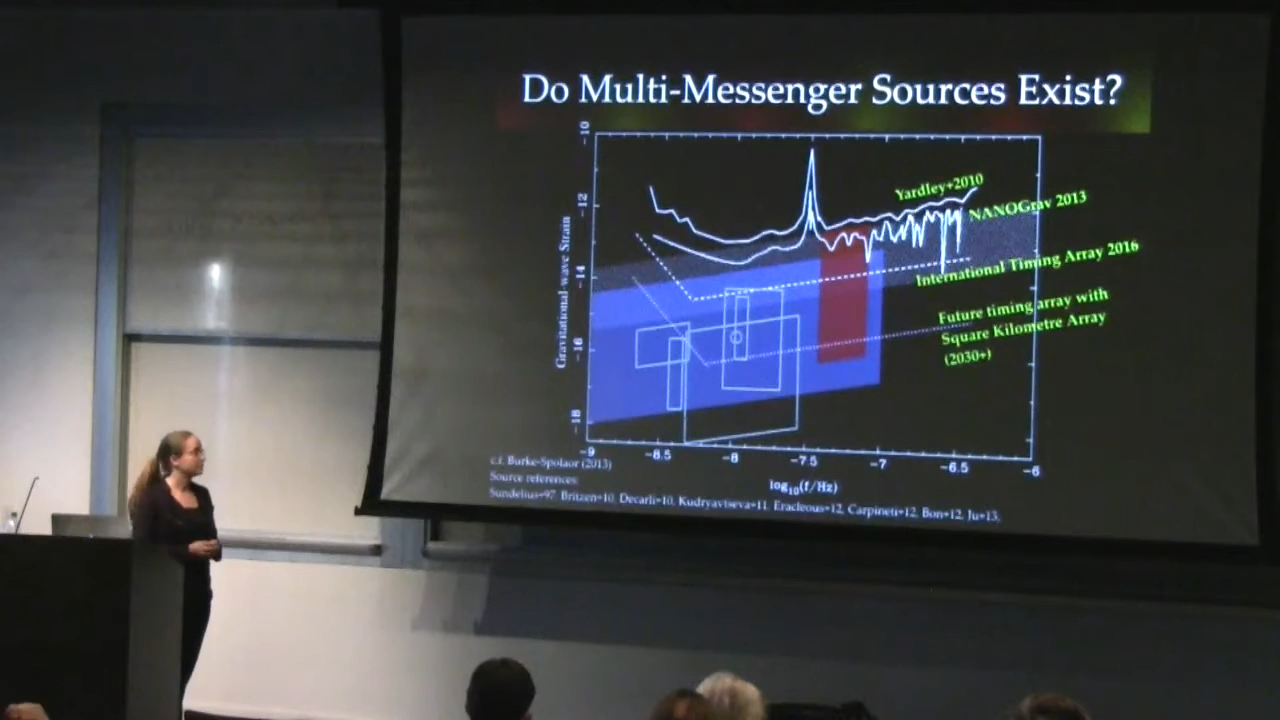 Do Multi-Messenger Sources Exist?
-10
-12
-14
-16
-18
Gravitational-wave Strain
Yardley+2010
NANOGrav 2013
International Timing Array 2016
Future timing array with
Square Kilometre Array
(2030+)
-9
-8.5
-8
-7.5
-7
-6.5
-6
log10(f/Hz)
c.f. Burke-Spolaor (2013)
Source references:
Sundelius+97, Britzen+10, Decarli+10, Kudryavtseva+11, Eracleous+12, Carpineti+12, Bon+12, Ju+13,